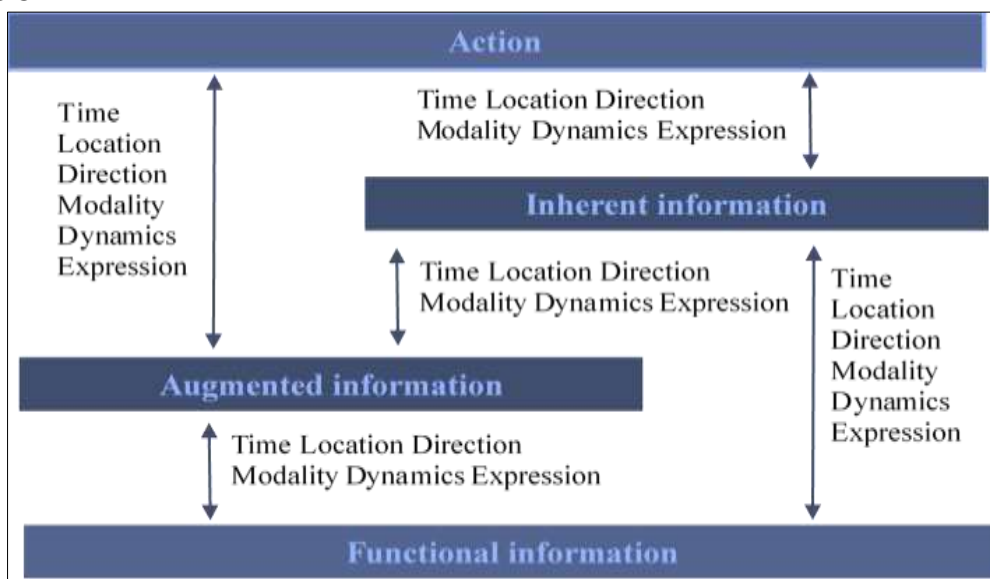 Action
Time
Location
Direction
Modality
Dynamics
Expression
Time Location Direction
Modality Dynamics Expression
Inherent information
Time Location Direction
Modality Dynamics Expression
Time
Location
Direction
Modality
Dynamics
Expression
Augmented information
Time Location Direction
Modality Dynamics Expression
Functional information